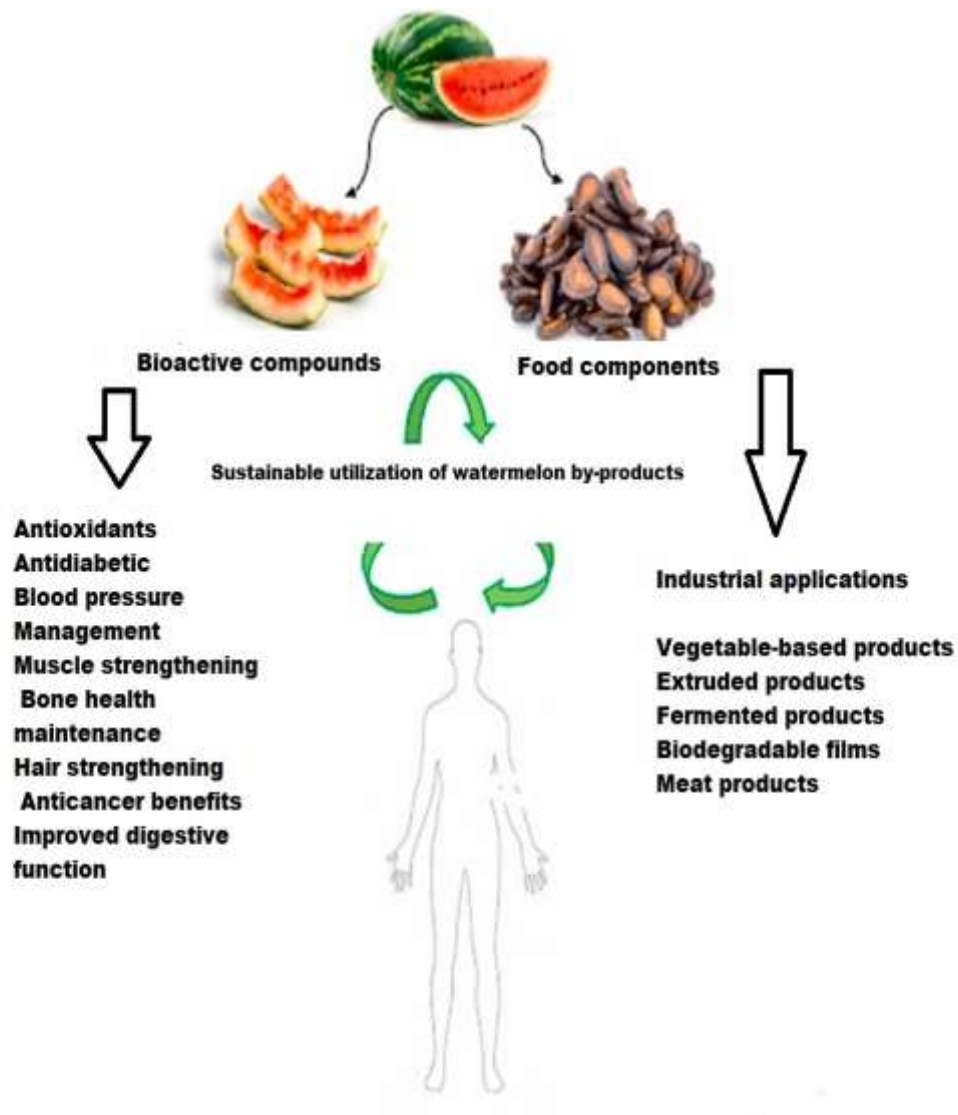 Bioactive compounds
Food components
Sustainable utilization of watermelon by-products
Antioxidants
Antidiabetic
Blood pressure
Management
Muscle strengthening
Bone health
maintenance
Hair strengthening
Anticancer benefits
Improved digestive
function
Industrial applications
Vegetable-based products
Extruded products
Fermented products
Biodegradable films
Meat products